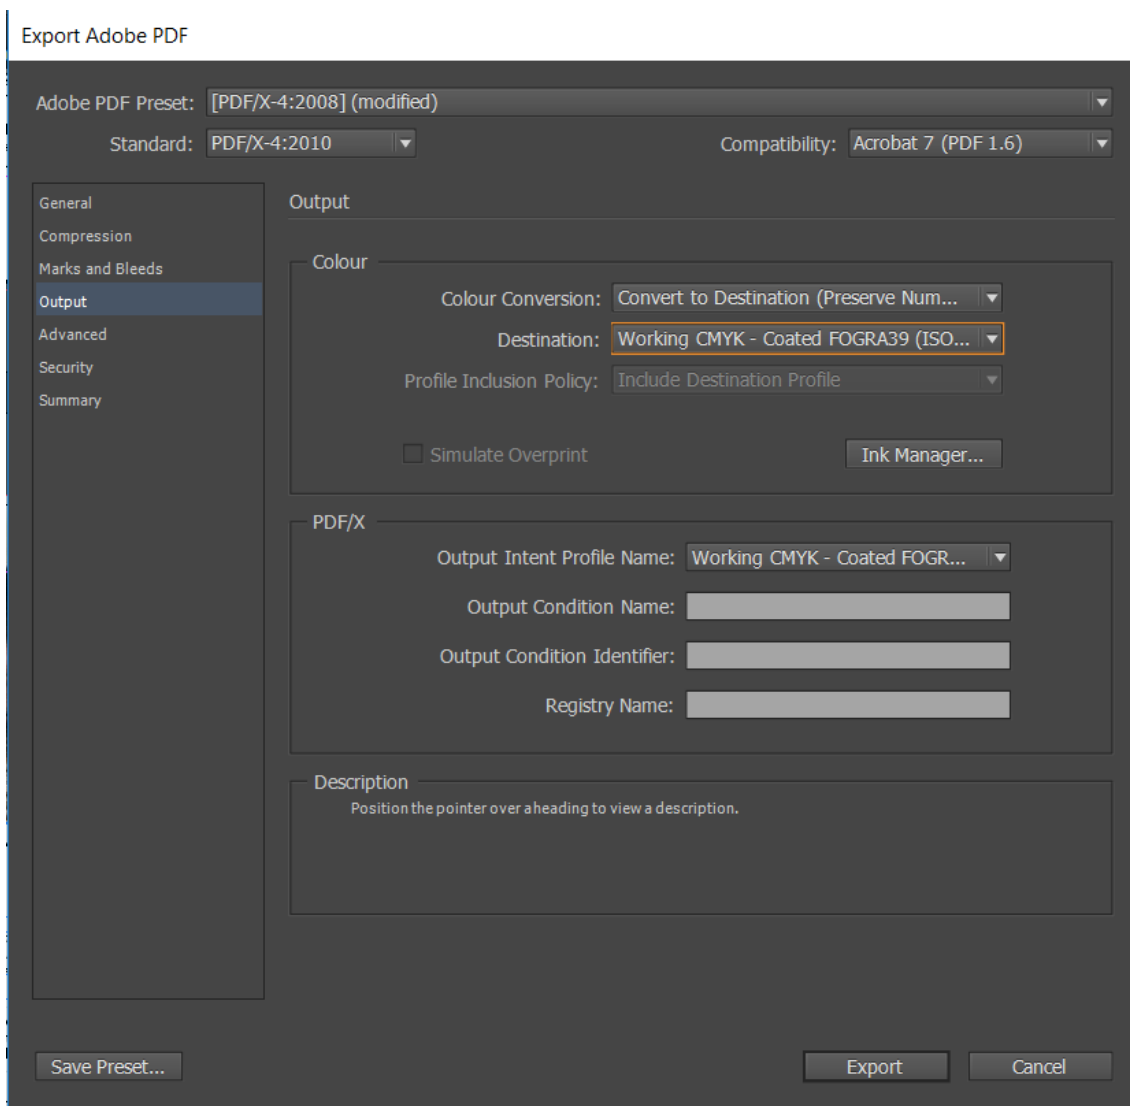 Export Adobe PDF
Adobe PDF Preset: [PDF/X-4:2008] (modified)
Standard: PDF/X-4:2010 Compatibility: Acrobat 7 (PDF 1.6)
General
Compression
Marks and Bleeds
Output
Advanced
Security
Summary
Output
Colour
Colour Conversion: Convert to Destination (Preserve Num...
Destination: Working CMYK - Coated FOGRA39 (ISO...
Profile Inclusion Policy: Include Destination Profile
Simulate Overprint Ink Manager...
PDF/X
Output Intent Profile Name: Working CMYK - Coated FOGR...
Output Condition Name:
Output Condition Identifier:
Registry Name:
Description
Position the pointer over a heading to view a description.
Save Preset... Export Cancel